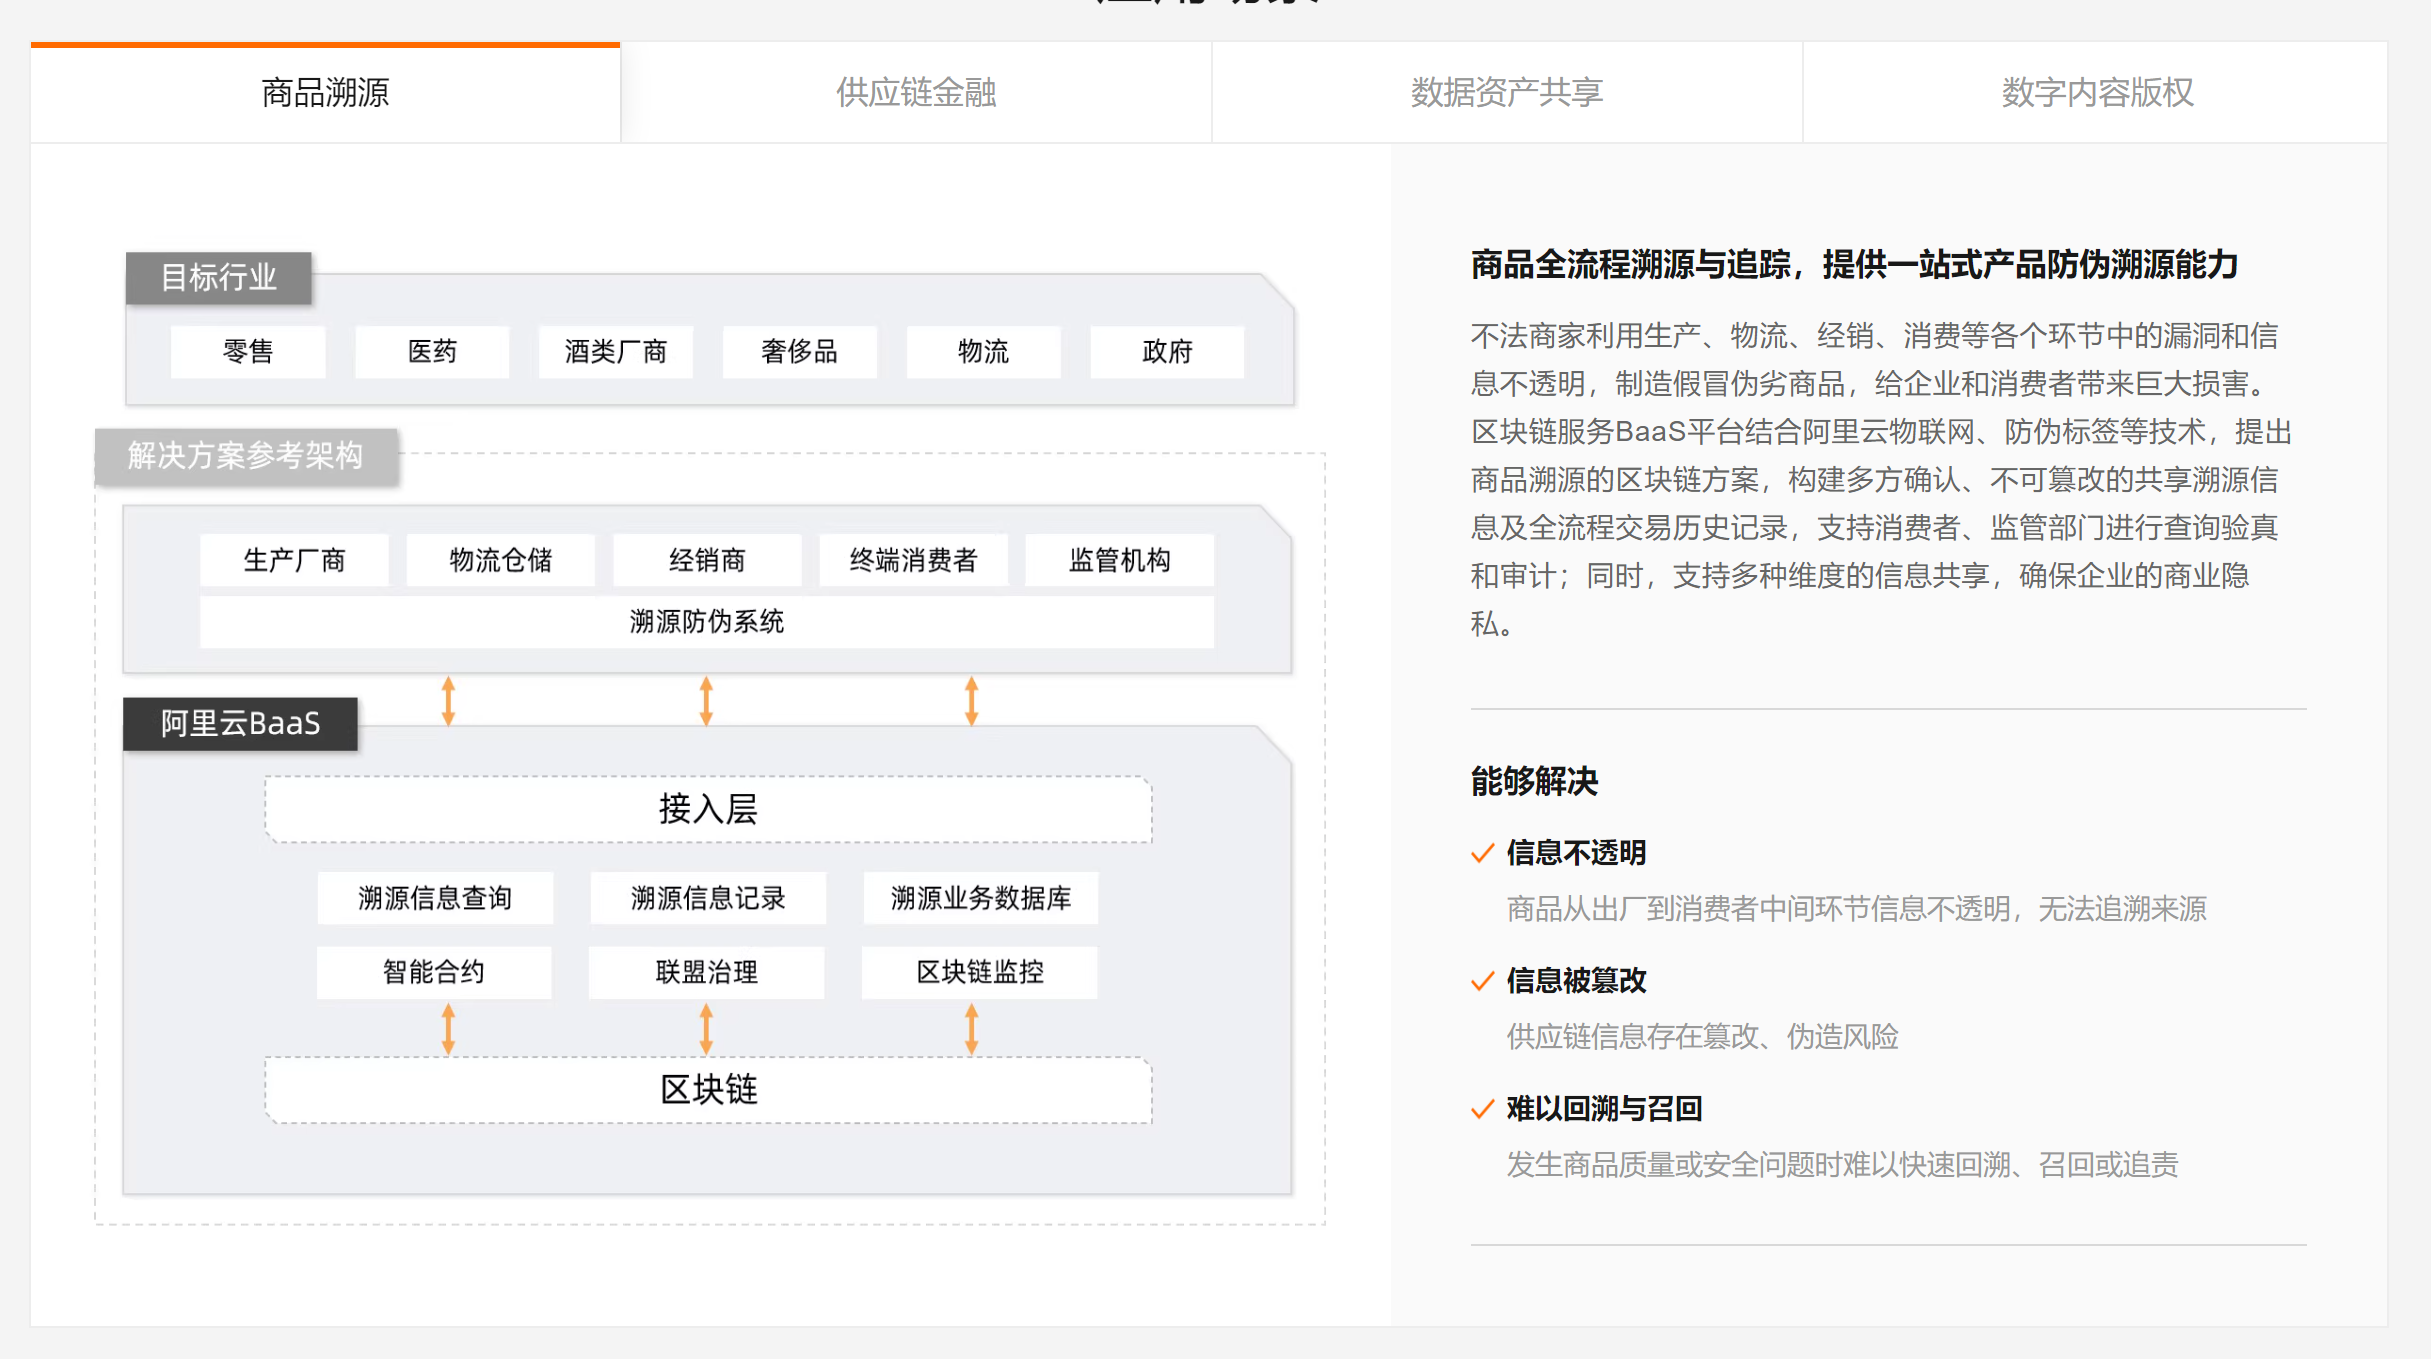 商品溯源
供应链金融
数据资产共享
数字内容版权
目标行业
零售
医药
酒类厂商
奢侈品
物流
政府
解决方案参考架构
生产厂商
物流仓储
经销商
终端消费者
监管机构
溯源防伪系统
阿里云BaaS
接入层
溯源信息查询
溯源信息记录
溯源业务数据库
智能合约
联盟治理
区块链监控
区块链
商品全流程溯源与追踪，提供一站式产品防伪溯源能力
不法商家利用生产、物流、经销、消费等各个环节中的漏洞和信
息不透明，制造假冒伪劣商品，给企业和消费者带来巨大损害。
区块链服务BaaS平台结合阿里云物联网、防伪标签等技术，提出
商品溯源的区块链方案，构建多方确认、不可篡改的共享溯源信
息及全流程交易历史记录，支持消费者、监管部门进行查询验真
和审计；同时，支持多种维度的信息共享，确保企业的商业隐
私。
能够解决
信息不透明
商品从出厂到消费者中间环节信息不透明，无法追溯来源
信息被篡改
供应链信息存在篡改、伪造风险
难以回溯与召回
发生商品质量或安全问题时难以快速回溯、召回或追责